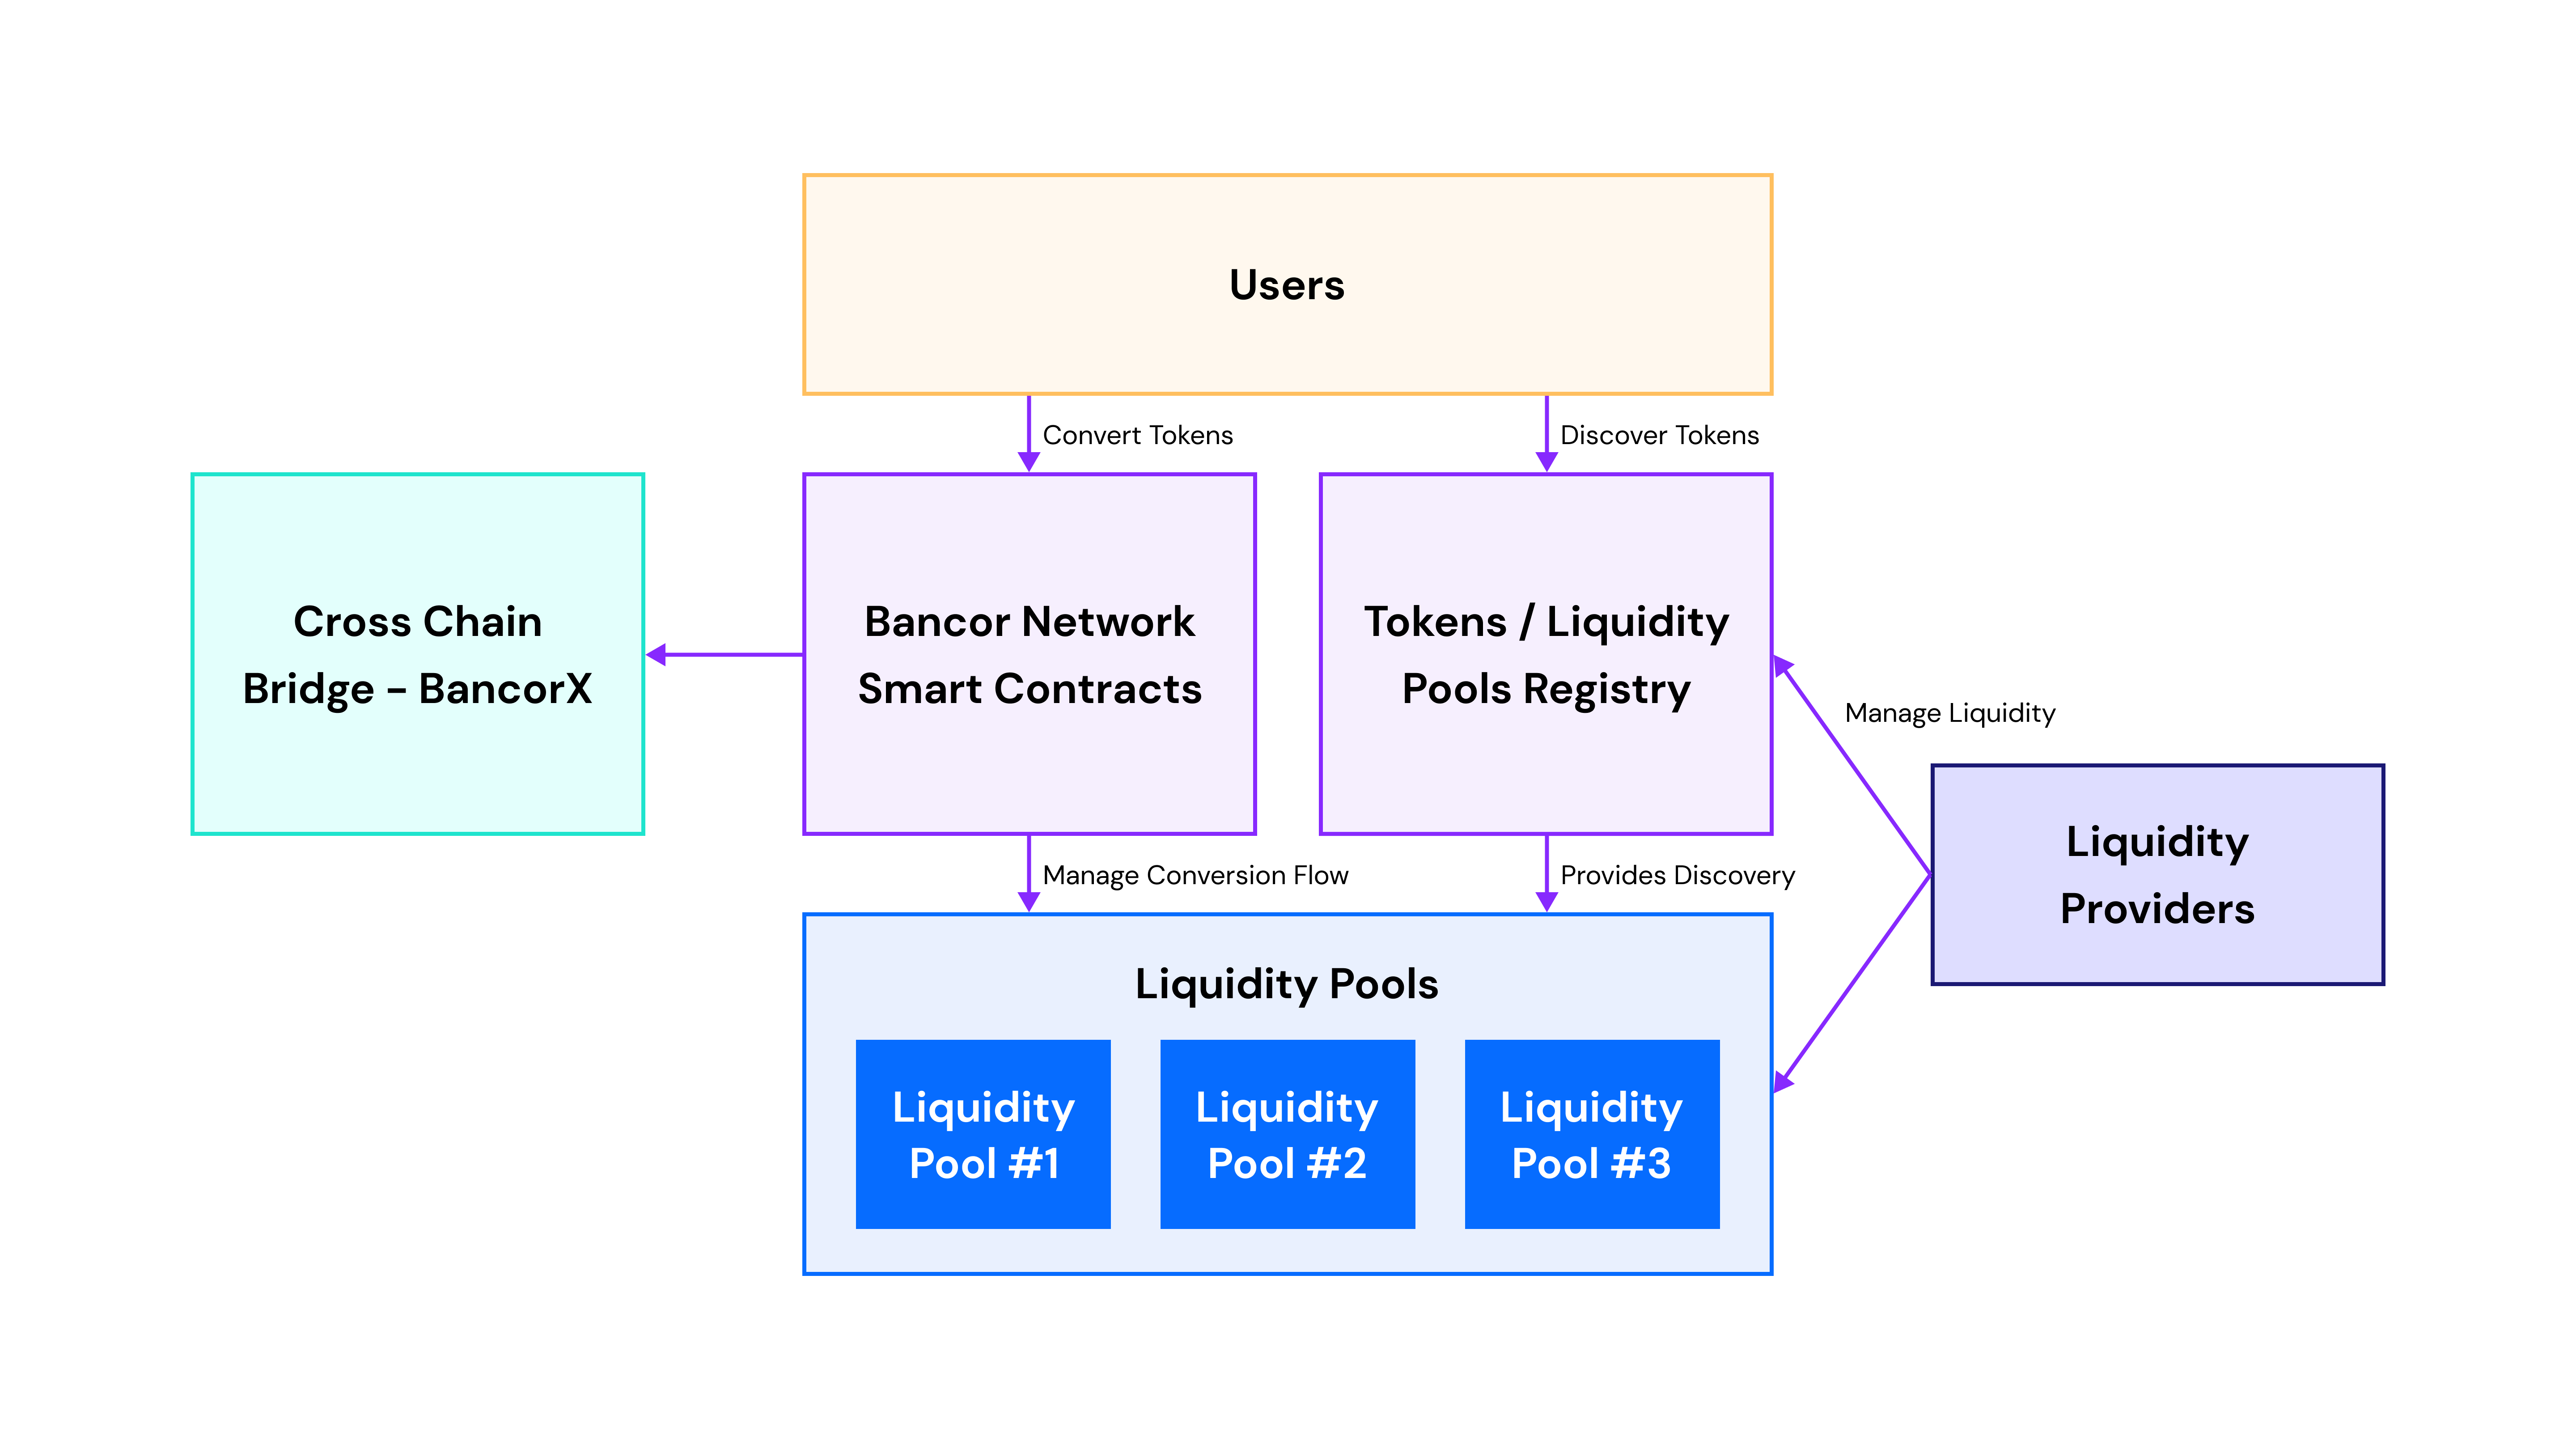 Users
Convert Tokens
Discover Tokens
Cross Chain
Bridge - BancorX
Bancor Network
Smart Contracts
Tokens / Liquidity
Pools Registry
Manage Liquidity
Liquidity
Providers
Manage Conversion Flow
Provides Discovery
Liquidity Pools
Liquidity
Pool #1
Liquidity
Pool #2
Liquidity
Pool #3